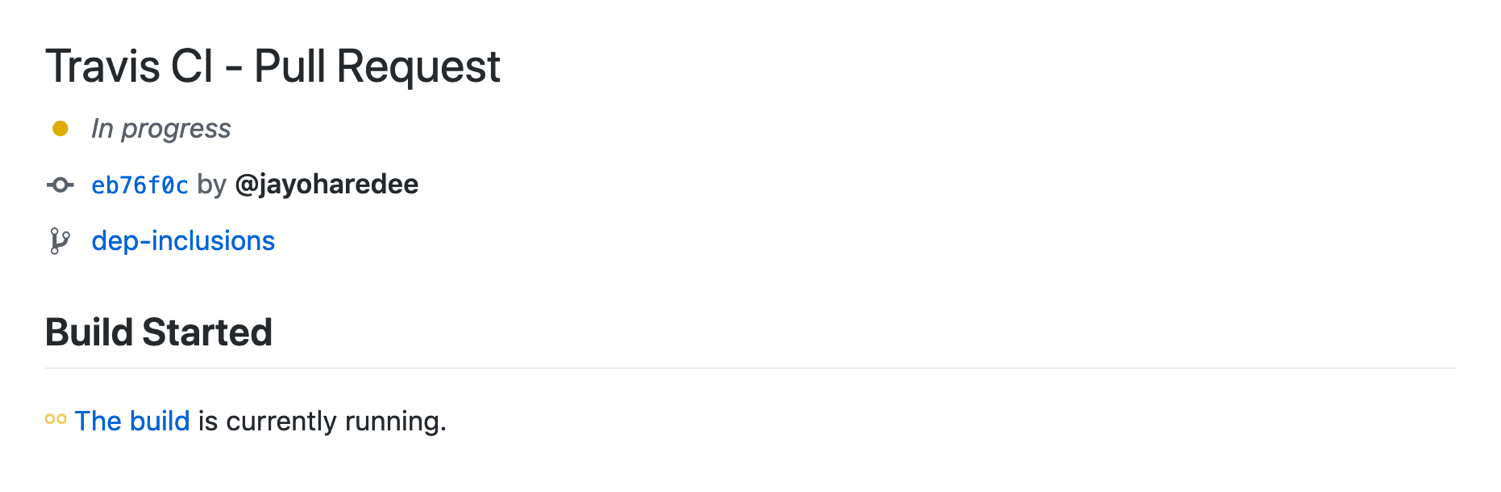 Travis CI - Pull Request
In progress
eb76f0c by @jayoharedee
dep-inclusions
Build Started
The build is currently running.